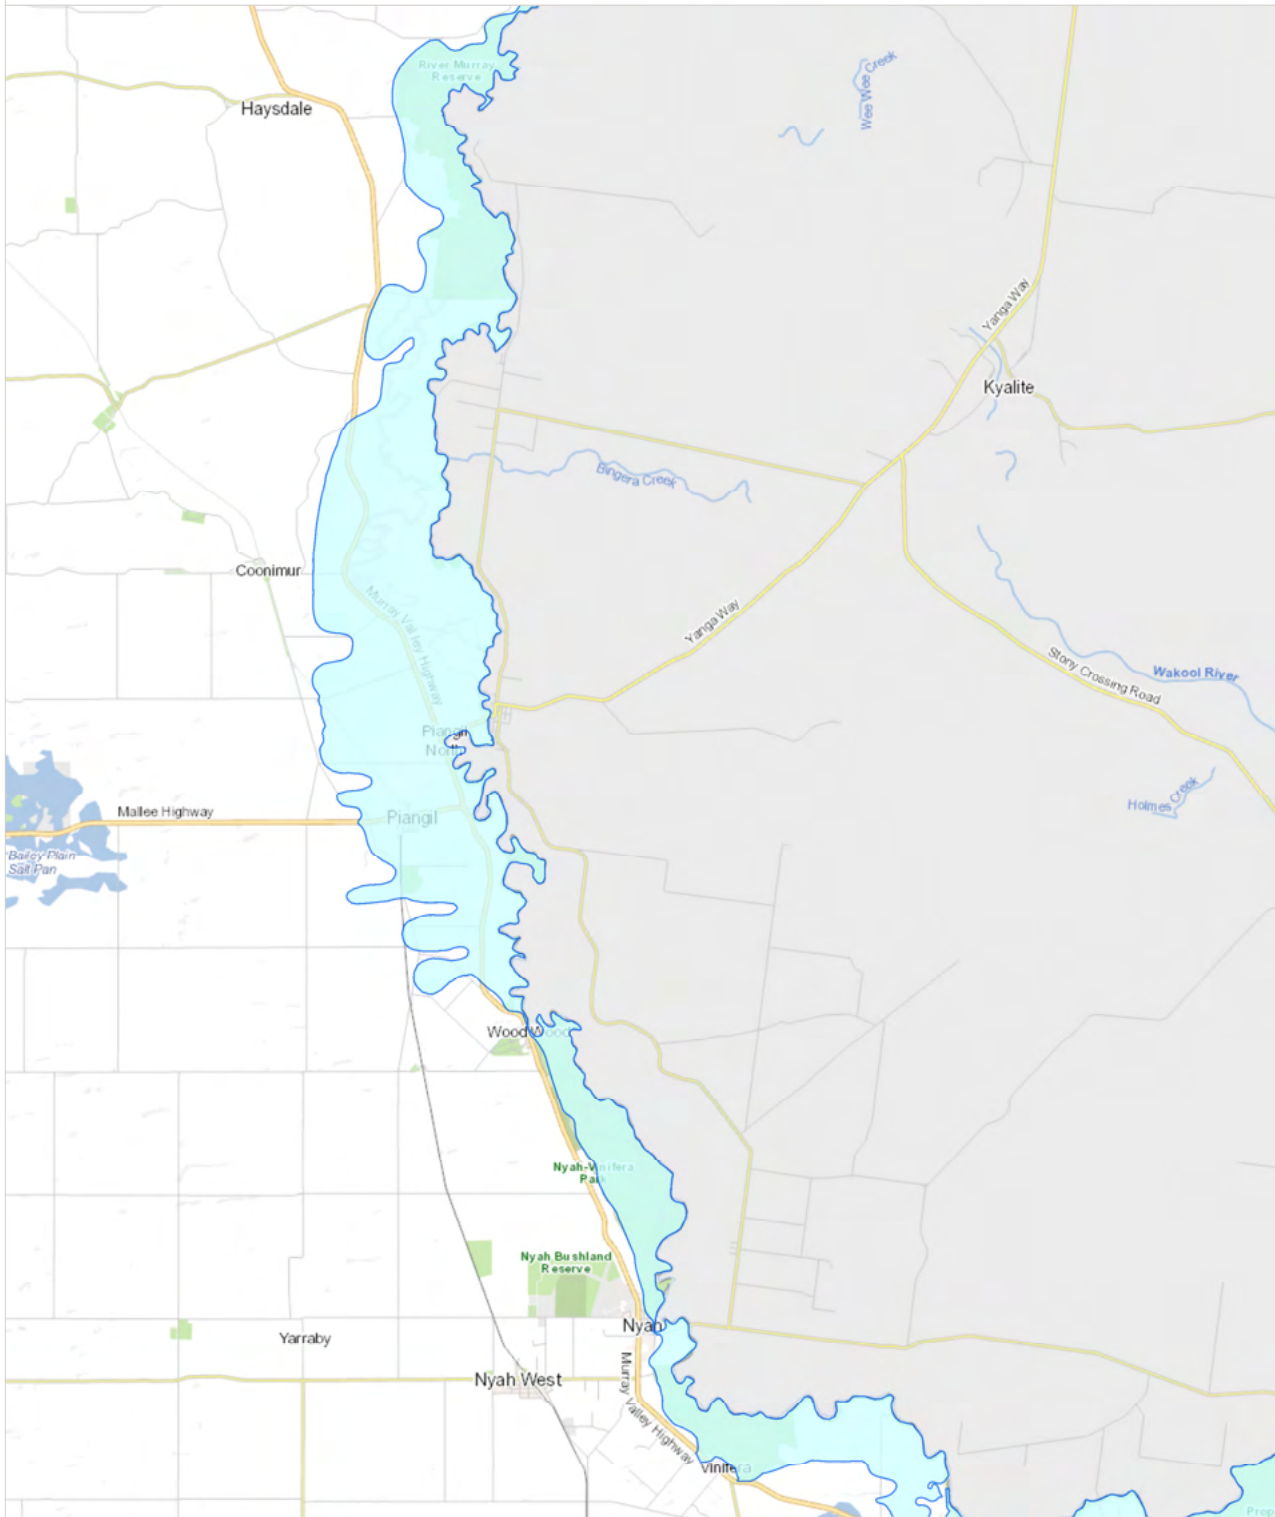 River Murray
Reserve
Wee Wee Creek
Haysdale
Yanga Way
Kyalite
Bingera Creek
Coonimur
Murray Valley Highway
Yanga Way
Stony Crossing Road
Wakool River
Piangil
North
Holmes Creek
Mallee Highway
Piangil
Bailey Plain
Salt Pan
Wood Wood
Nyah-Vinifera
Park
Nyah Bushland
Reserve
Nyah
Yarraby
Nyah West
Murray Valley Highway
Vinifera
Prop